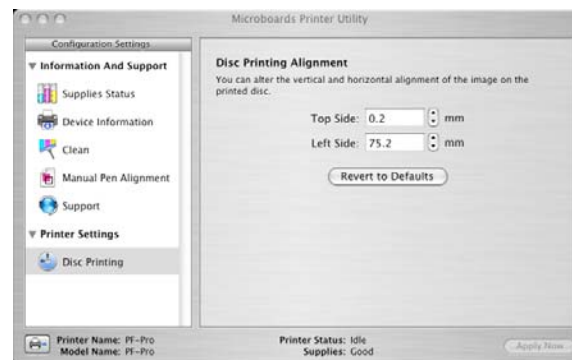 Microboards Printer Utility
Configuration Settings
Information And Support
Supplies Status
Device Information
Clean
Manual Pen Alignment
Support
Printer Settings
Disc Printing
Disc Printing Alignment
You can alter the vertical and horizontal alignment of the image on the
printed disc.
Top Side: 0.2 mm
Left Side: 75.2 mm
Revert to Defaults
Printer Name: PF-Pro
Model Name: PF-Pro
Printer Status: Idle
Supplies: Good
Apply Now